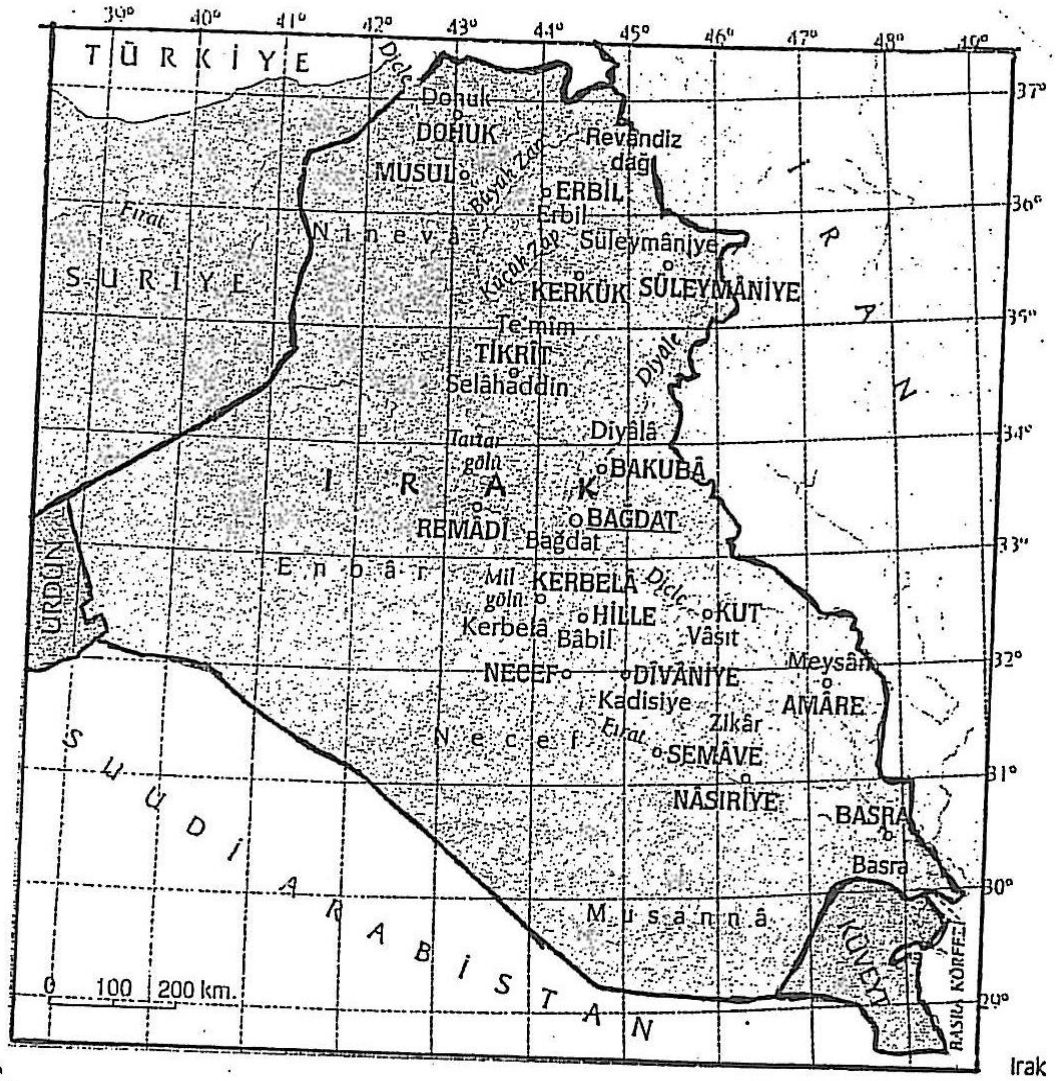 39° 40° 41° 42° 43° 44° 45° 46° 47° 48° 49°
TÜRKİYE
Dicle
37°
Dohuk
DOHUK
Revandiz
dağı
MUSUL
Büyük Zap
ERBİL
Erbil
36°
İRAN
Fırat
Ninevâ
Süleymâniye
SURİYE
Küçük Zap
KERKÜK
SÜLEYMÂNİYE
35°
Te'mim
TİKRİT
Selâhaddin
Diyâle
34°
Diyâlâ
Tartar
gölü
BAKUBÂ
IRAK
REMÂDİ
BAĞDAT
Bağdat
33°
ÜRDÜN
Enbâr
Mil
gölü
KERBELÂ
Dicle
HİLLE
KUT
Kerbelâ
Bâbil
Vâsıt
32°
NECEF
DİVÂNİYE
Meysân
Kadisiye
AMÂRE
Zikâr
Necef
Fırat
SEMÂVE
31°
NÂSIRİYE
BASRA
Basra
30°
SUUDİ ARABİSTAN
Musannâ
KÜVEYT
BASRA KÖRFEZİ
29°
0 100 200 km.
Irak